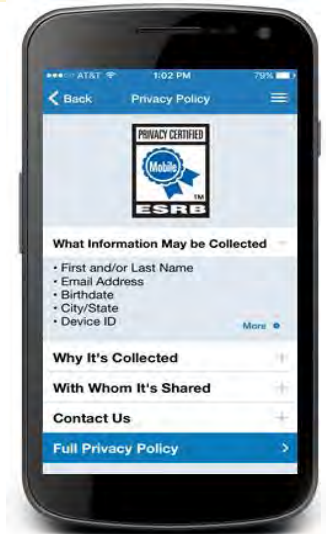 AT&T 1:02 PM 79%
Back Privacy Policy
PRIVACY CERTIFIED
Mobile
TM
ESRB
What Information May be Collected
• First and/or Last Name
• Email Address
• Birthdate
• City/State
• Device ID
More
Why It's Collected
With Whom It's Shared
Contact Us
Full Privacy Policy